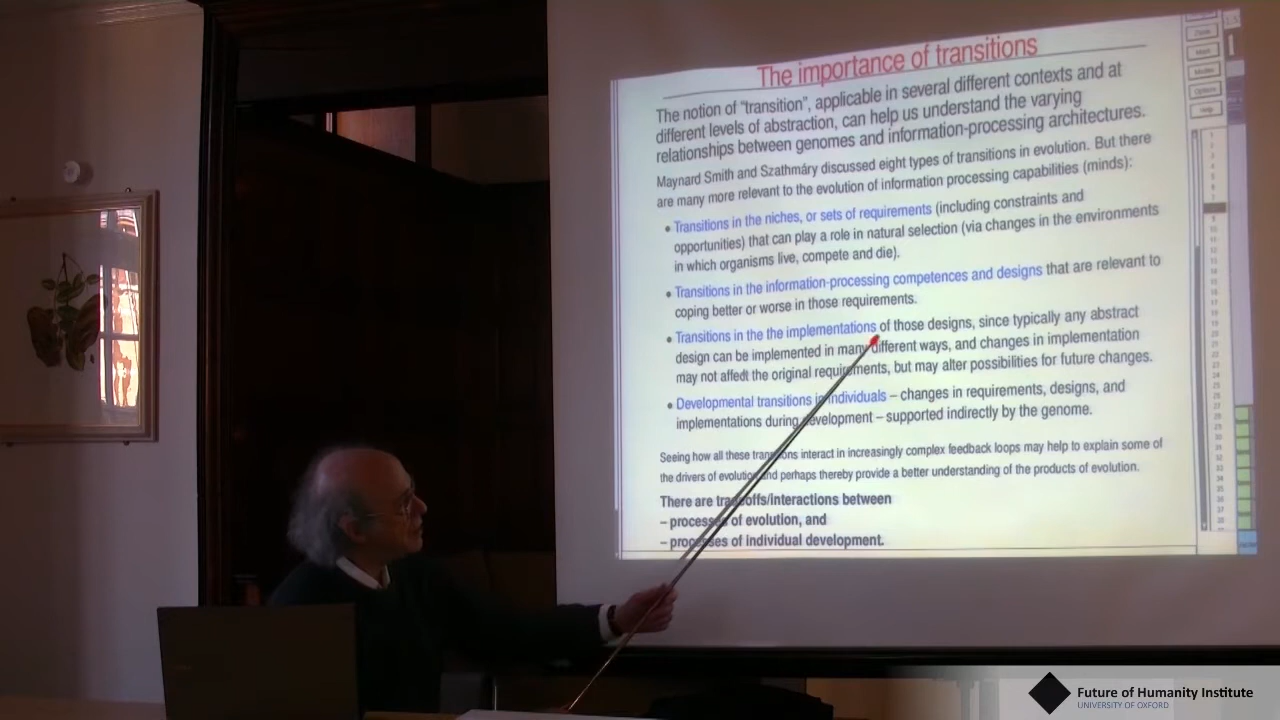 The importance of transitions
The notion of "transition", applicable in several different contexts and at
different levels of abstraction, can help us understand the varying
relationships between genomes and information-processing architectures.
Maynard Smith and Szathmáry discussed eight types of transitions in evolution. But there
are many more relevant to the evolution of information processing capabilities (minds):
• Transitions in the niches, or sets of requirements (including constraints and
opportunities) that can play a role in natural selection (via changes in the environments
in which organisms live, compete and die).
• Transitions in the information-processing competences and designs that are relevant to
coping better or worse in those requirements.
• Transitions in the the implementations of those designs, since typically any abstract
design can be implemented in many different ways, and changes in implementation
may not affedt the original requirements, but may alter possibilities for future changes.
• Developmental transitions in individuals – changes in requirements, designs, and
implementations during development – supported indirectly by the genome.
Seeing how all these transitions interact in increasingly complex feedback loops may help to explain some of
the drivers of evolution and perhaps thereby provide a better understanding of the products of evolution.
There are tradeoffs/interactions between
– processes of evolution, and
– processes of individual development.
Future of Humanity Institute
UNIVERSITY OF OXFORD